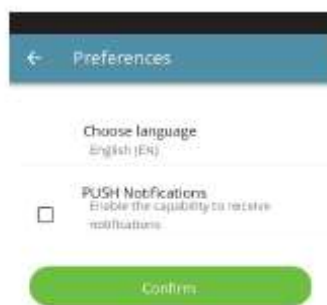 Preferences
Choose language
English (EN)
PUSH Notifications
Enable the capability to receive
notifications
Confirm